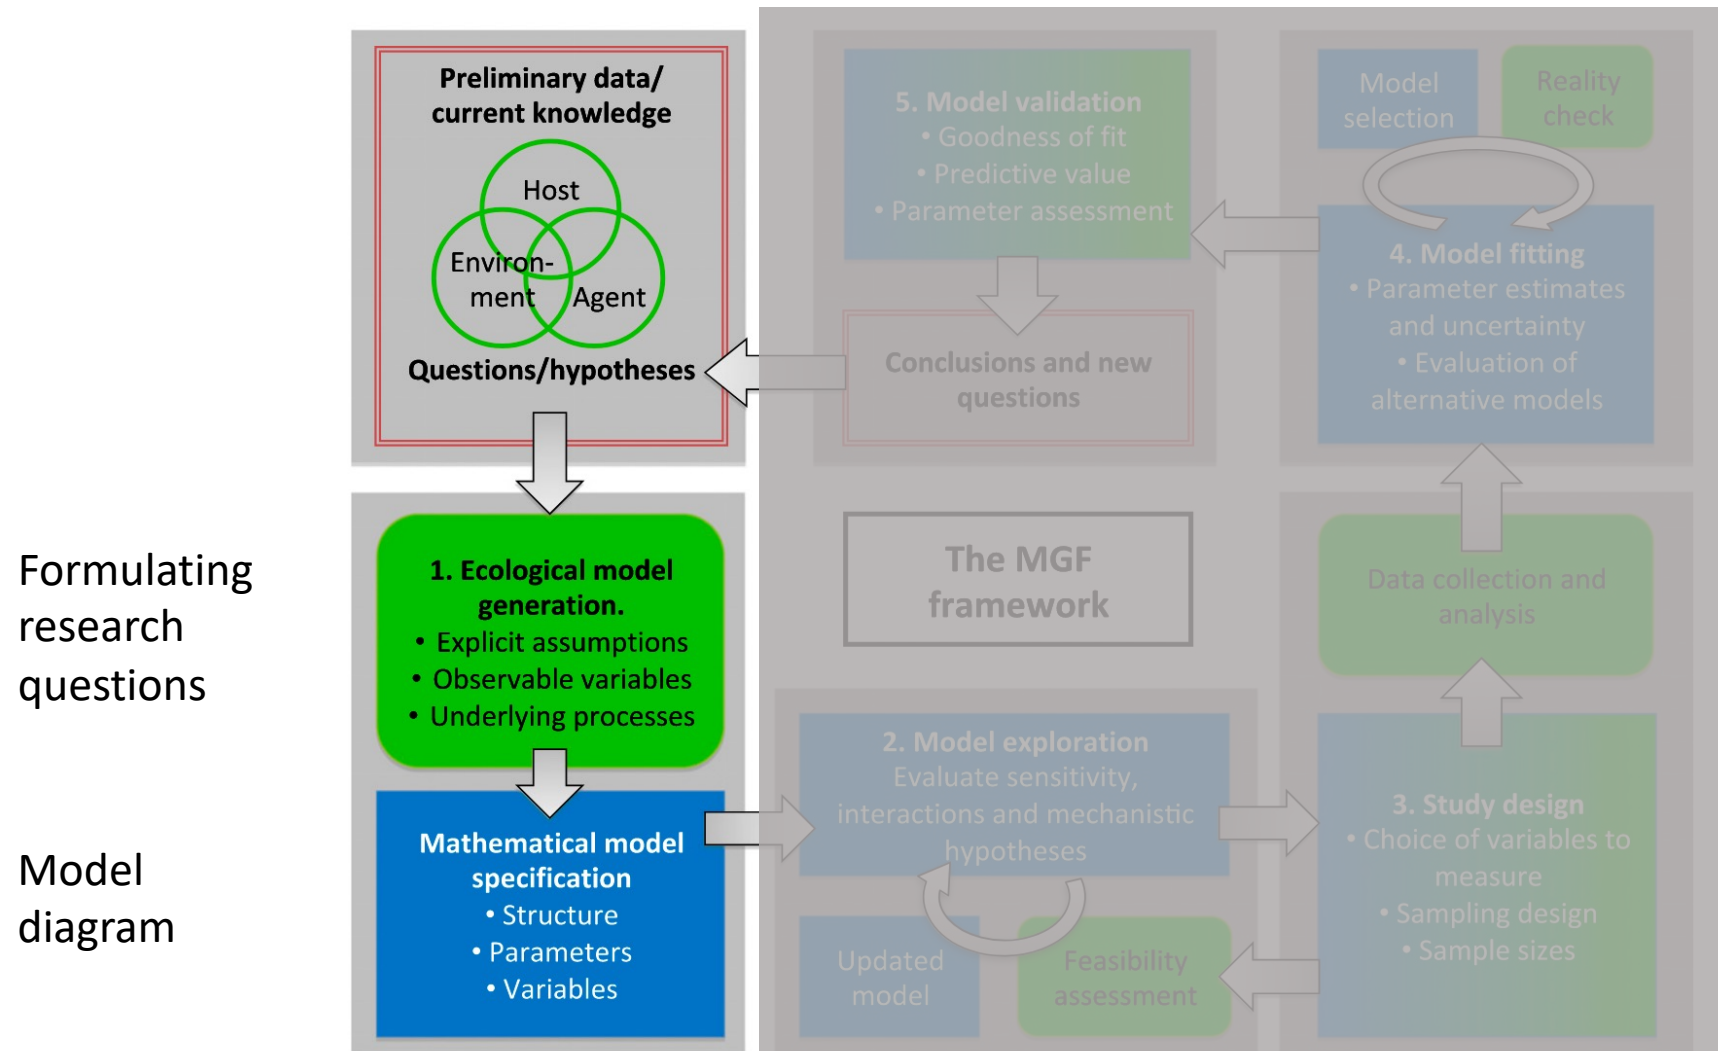 Preliminary data/
current knowledge
Host
Environ-
ment
Agent
Questions/hypotheses
Formulating
research
questions
1. Ecological model
generation.
• Explicit assumptions
• Observable variables
• Underlying processes
Model
diagram
Mathematical model
specification
• Structure
• Parameters
• Variables
5. Model validation
• Goodness of fit
• Predictive value
• Parameter assessment
Conclusions and new
questions
The MGF
framework
2. Model exploration
Evaluate sensitivity,
interactions and mechanistic
hypotheses
Updated
model
Feasibility
assessment
Model
selection
Reality
check
4. Model fitting
• Parameter estimates
and uncertainty
• Evaluation of
alternative models
Data collection and
analysis
3. Study design
• Choice of variables to
measure
• Sampling design
• Sample sizes